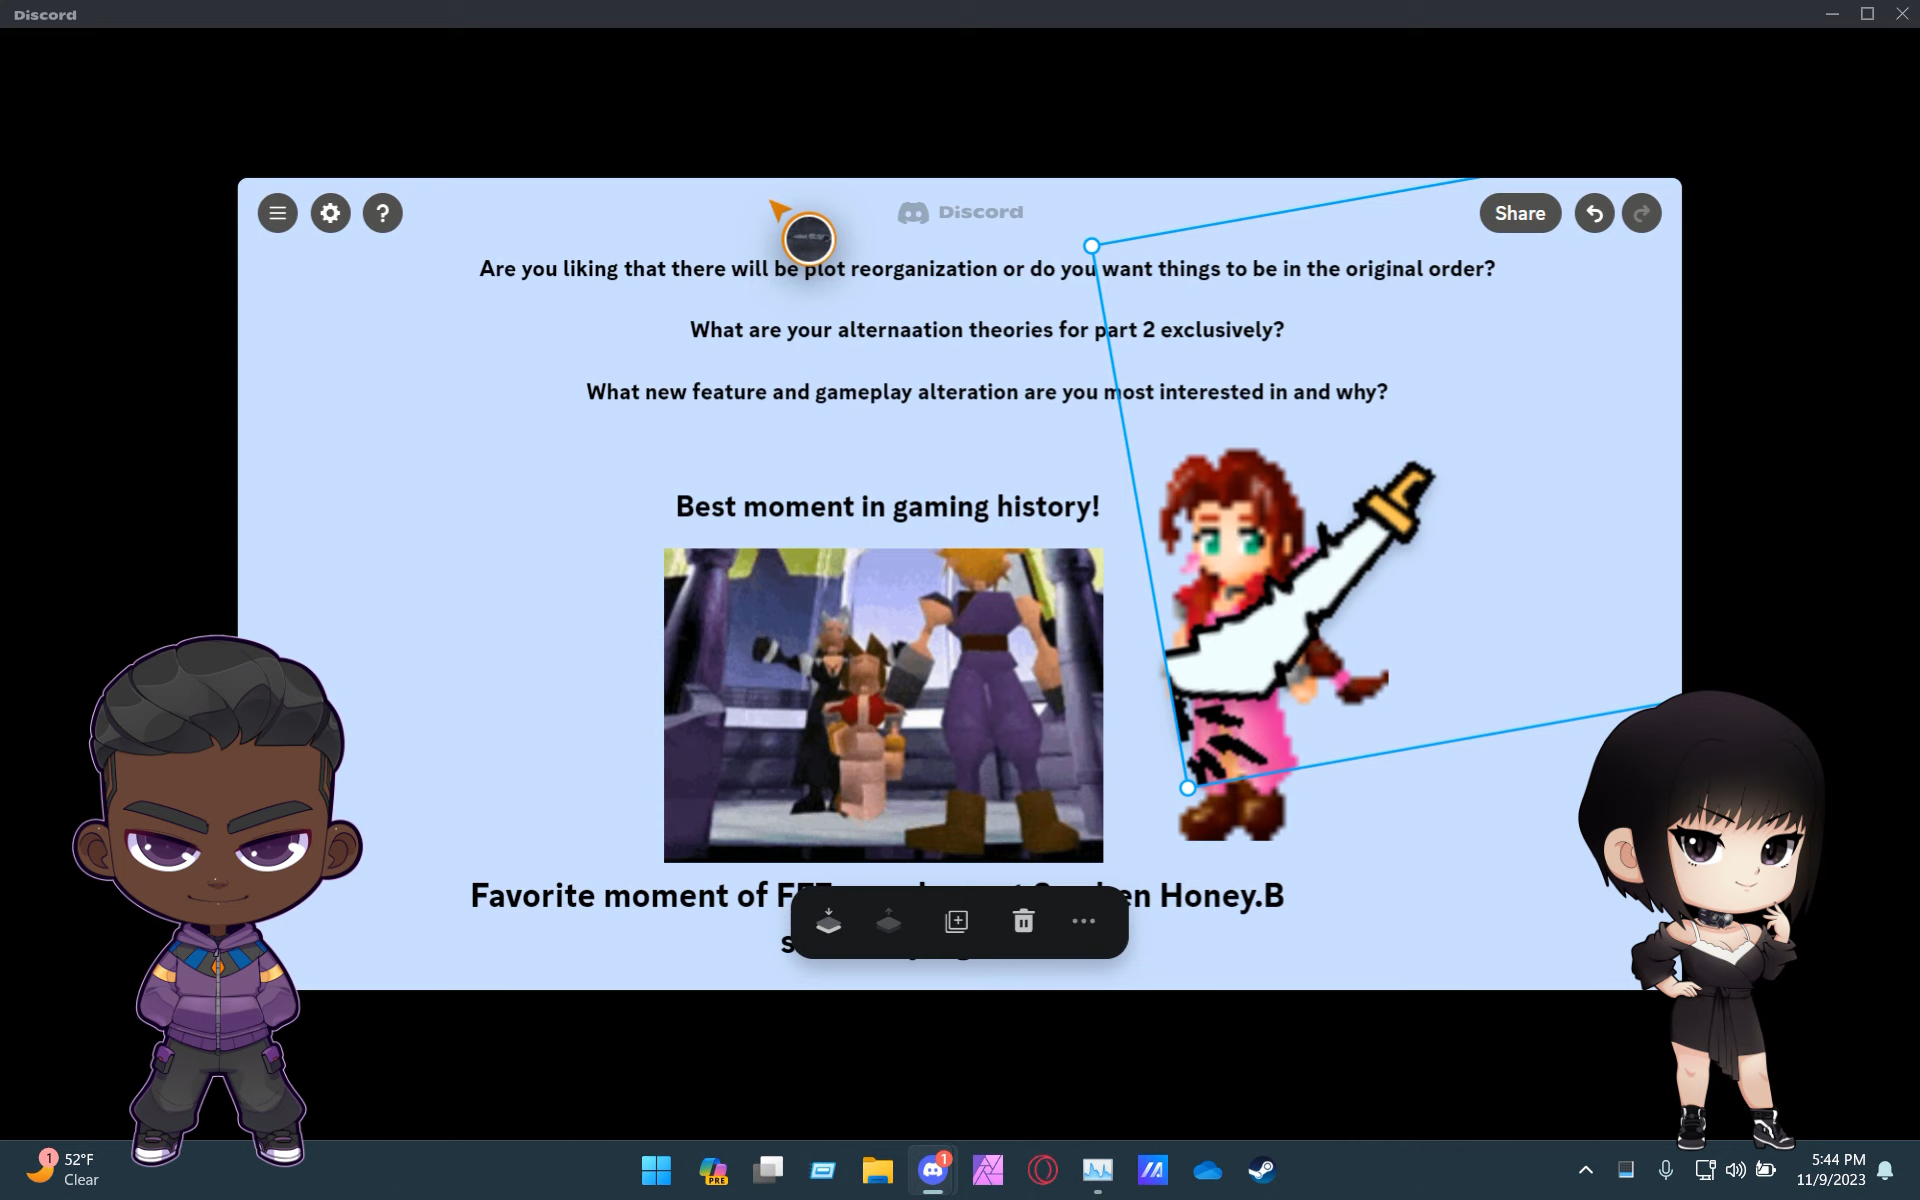 Discord
Discord
?
Share
Are you liking that there will be plot reorganization or do you want things to be in the original order?
What are your alternaation theories for part 2 exclusively?
What new feature and gameplay alteration are you most interested in and why?
Best moment in gaming history!
Favorite moment of Honey.B
1
52°F
Clear
PRE
1
5:44 PM
11/9/2023